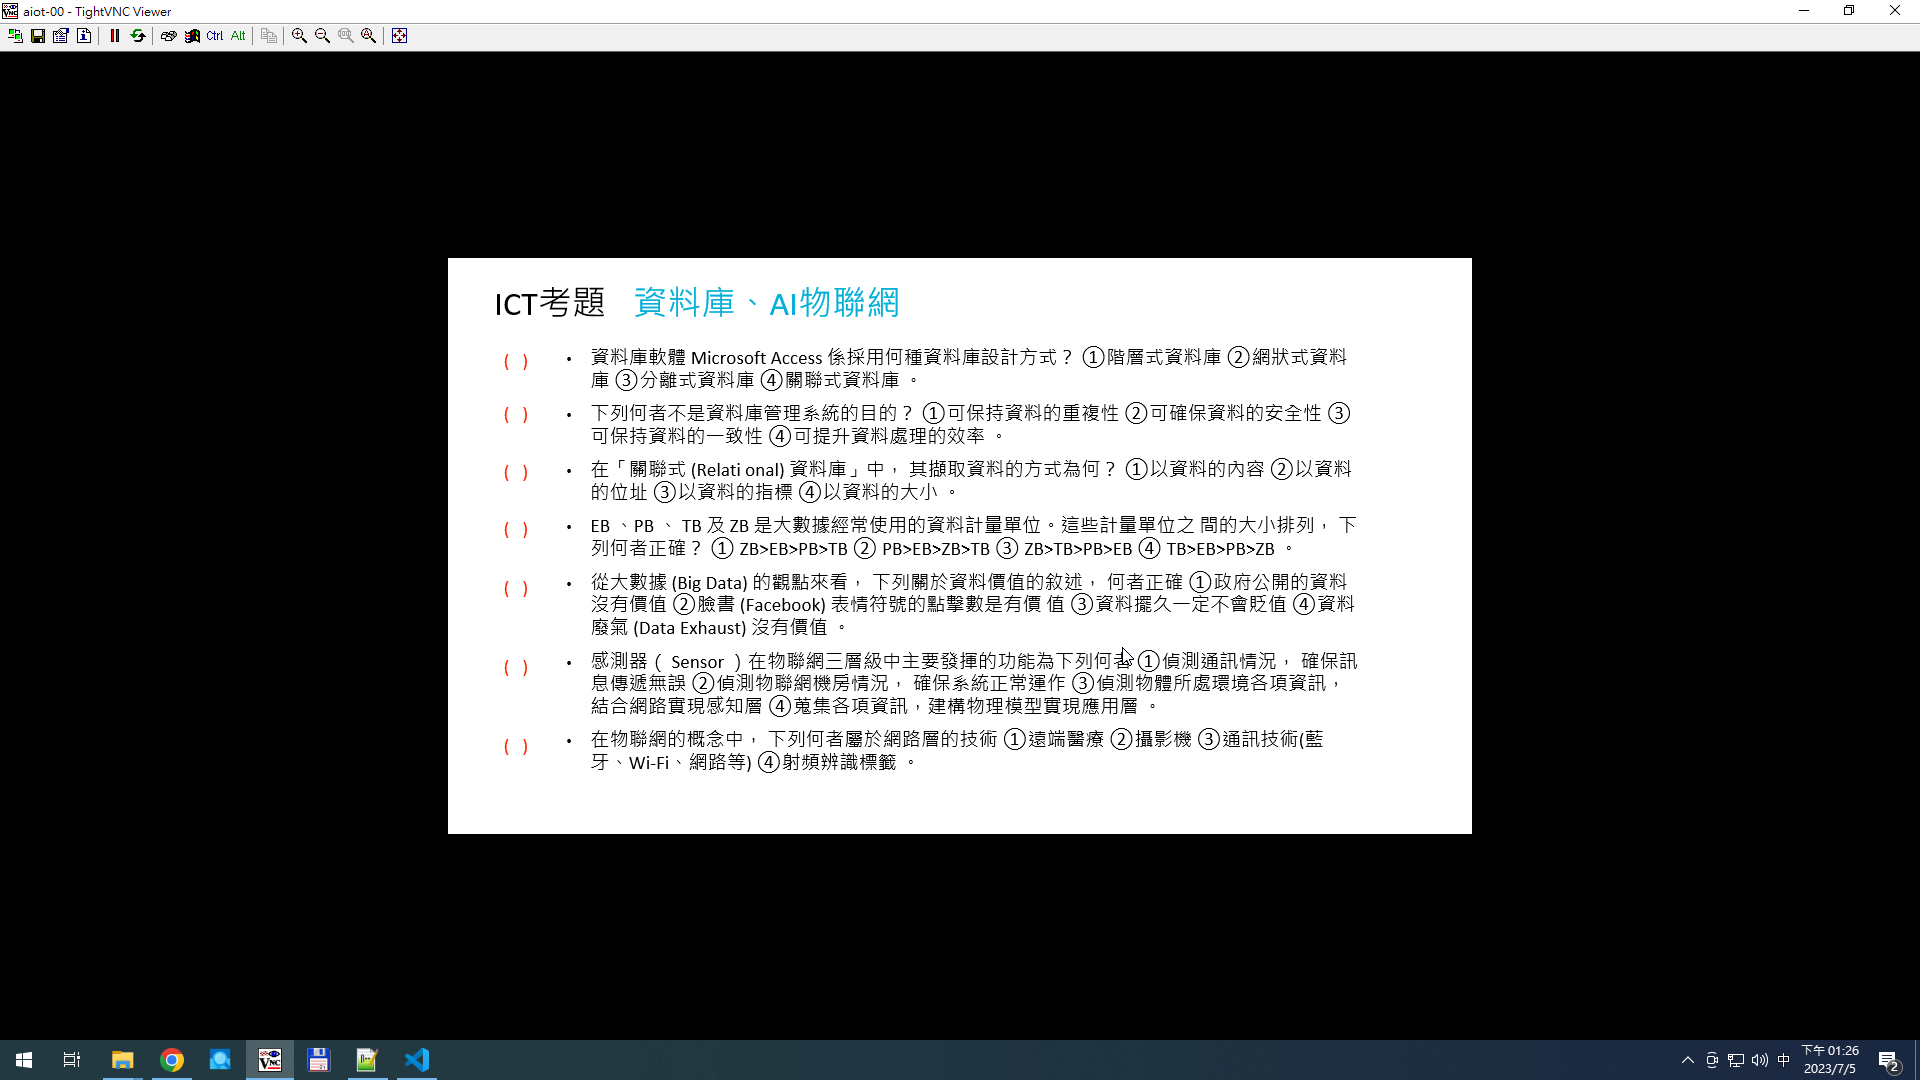 aiot-00 - TightVNC Viewer
Ctrl Alt
ICT考題 資料庫、AI物聯網
( ) • 資料庫軟體 Microsoft Access 係採用何種資料庫設計方式？ ①階層式資料庫 ②網狀式資料
庫 ③分離式資料庫 ④關聯式資料庫 。
( ) • 下列何者不是資料庫管理系統的目的？ ①可保持資料的重複性 ②可確保資料的安全性 ③
可保持資料的一致性 ④可提升資料處理的效率 。
( ) • 在「關聯式 (Relati onal) 資料庫」中， 其擷取資料的方式為何？ ①以資料的內容 ②以資料
的位址 ③以資料的指標 ④以資料的大小 。
( ) • EB 、PB 、 TB 及 ZB 是大數據經常使用的資料計量單位。這些計量單位之 間的大小排列， 下
列何者正確？ ① ZB>EB>PB>TB ② PB>EB>ZB>TB ③ ZB>TB>PB>EB ④ TB>EB>PB>ZB 。
( ) • 從大數據 (Big Data) 的觀點來看， 下列關於資料價值的敘述， 何者正確 ①政府公開的資料
沒有價值 ②臉書 (Facebook) 表情符號的點擊數是有價 值 ③資料擺久一定不會貶值 ④資料
廢氣 (Data Exhaust) 沒有價值 。
( ) • 感測器（ Sensor ）在物聯網三層級中主要發揮的功能為下列何者 ①偵測通訊情況， 確保訊
息傳遞無誤 ②偵測物聯網機房情況， 確保系統正常運作 ③偵測物體所處環境各項資訊，
結合網路實現感知層 ④蒐集各項資訊，建構物理模型實現應用層 。
( ) • 在物聯網的概念中， 下列何者屬於網路層的技術 ①遠端醫療 ②攝影機 ③通訊技術(藍
牙、Wi-Fi、網路等) ④射頻辨識標籤 。
中
下午 01:26
2023/7/5
2